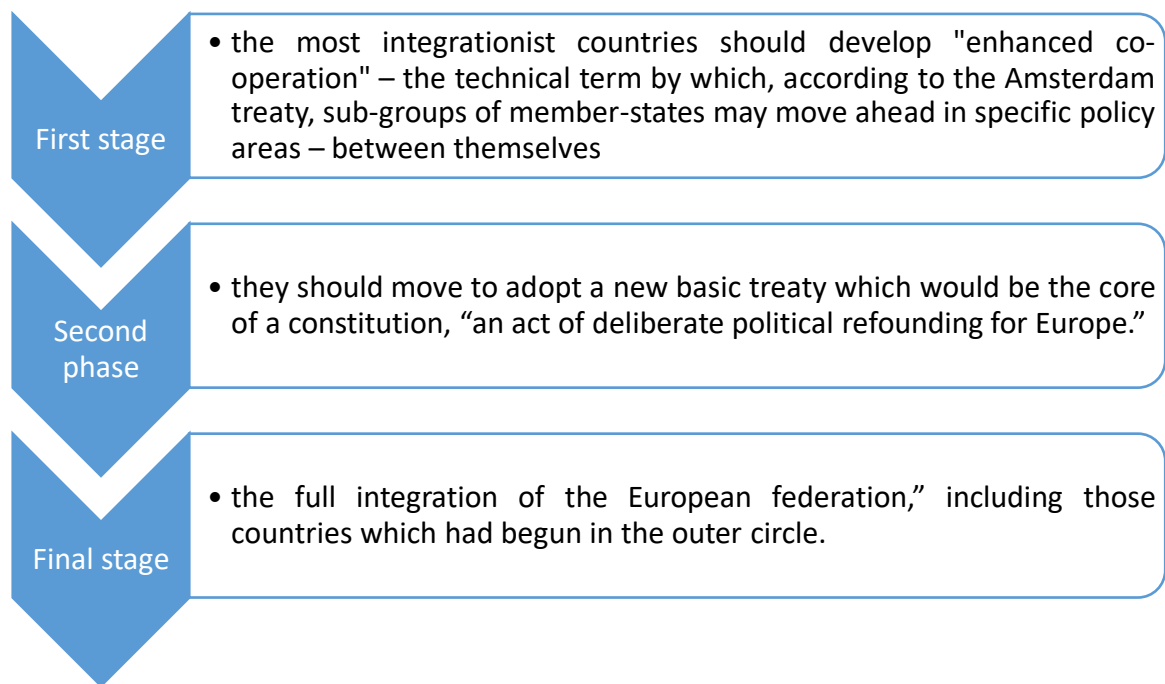 First stage
• the most integrationist countries should develop "enhanced co-
operation" – the technical term by which, according to the Amsterdam
treaty, sub-groups of member-states may move ahead in specific policy
areas – between themselves
Second
phase
• they should move to adopt a new basic treaty which would be the core
of a constitution, “an act of deliberate political refounding for Europe.”
Final stage
• the full integration of the European federation,” including those
countries which had begun in the outer circle.